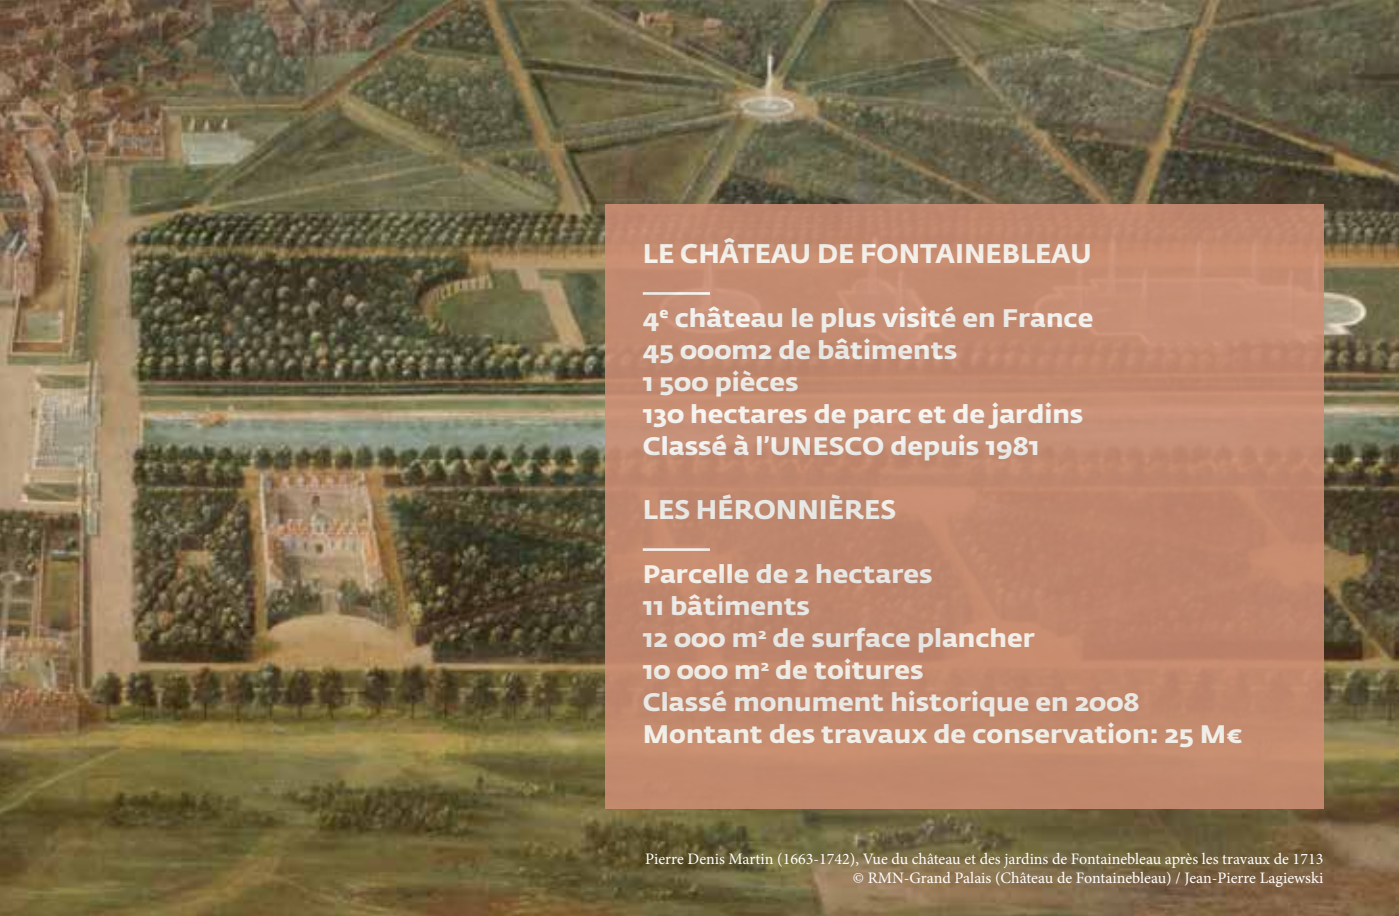 LE CHÂTEAU DE FONTAINEBLEAU
4e château le plus visité en France
45 000m2 de bâtiments
1 500 pièces
130 hectares de parc et de jardins
Classé à l'UNESCO depuis 1981
LES HÉRONNIÈRES
Parcelle de 2 hectares
11 bâtiments
12 000 m² de surface plancher
10 000 m² de toitures
Classé monument historique en 2008
Montant des travaux de conservation: 25 M€
Pierre Denis Martin (1663-1742), Vue du château et des jardins de Fontainebleau après les travaux de 1713
© RMN-Grand Palais (Château de Fontainebleau) / Jean-Pierre Lagiewski